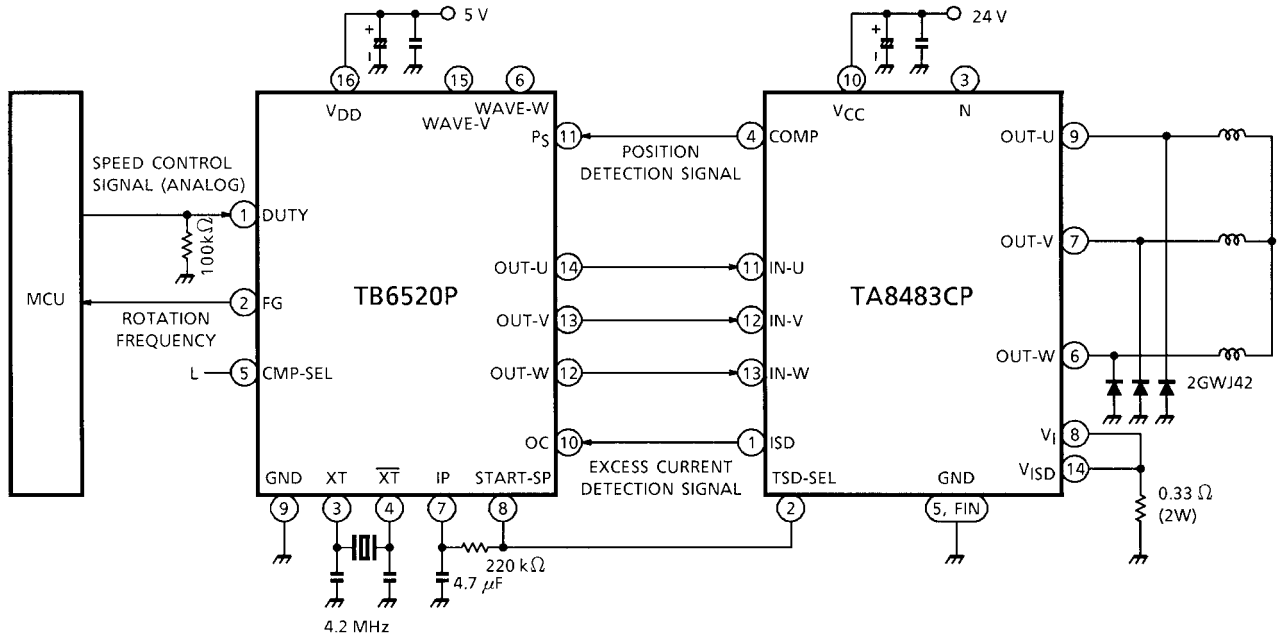 +
-
5 V
+
-
24 V
16
15
6
10
3
VDD
WAVE-V
WAVE-W
VCC
N
PS
11
4
COMP
OUT-U
9
POSITION
DETECTION SIGNAL
SPEED CONTROL
SIGNAL (ANALOG)
1
DUTY
100kΩ
OUT-V
7
OUT-U
14
11
IN-U
MCU
2
FG
TB6520P
TA8483CP
ROTATION
FREQUENCY
OUT-V
13
12
IN-V
L
5
CMP-SEL
OUT-W
12
13
IN-W
OUT-W
6
2GWJ42
OC
10
1
ISD
VI
8
EXCESS CURRENT
DETECTION SIGNAL
VISD
14
GND
XT
X̅T̅
IP
START-SP
TSD-SEL
GND
9
3
4
7
8
2
5, FIN
0.33 Ω
(2W)
220 kΩ
4.7 μF
4.2 MHz